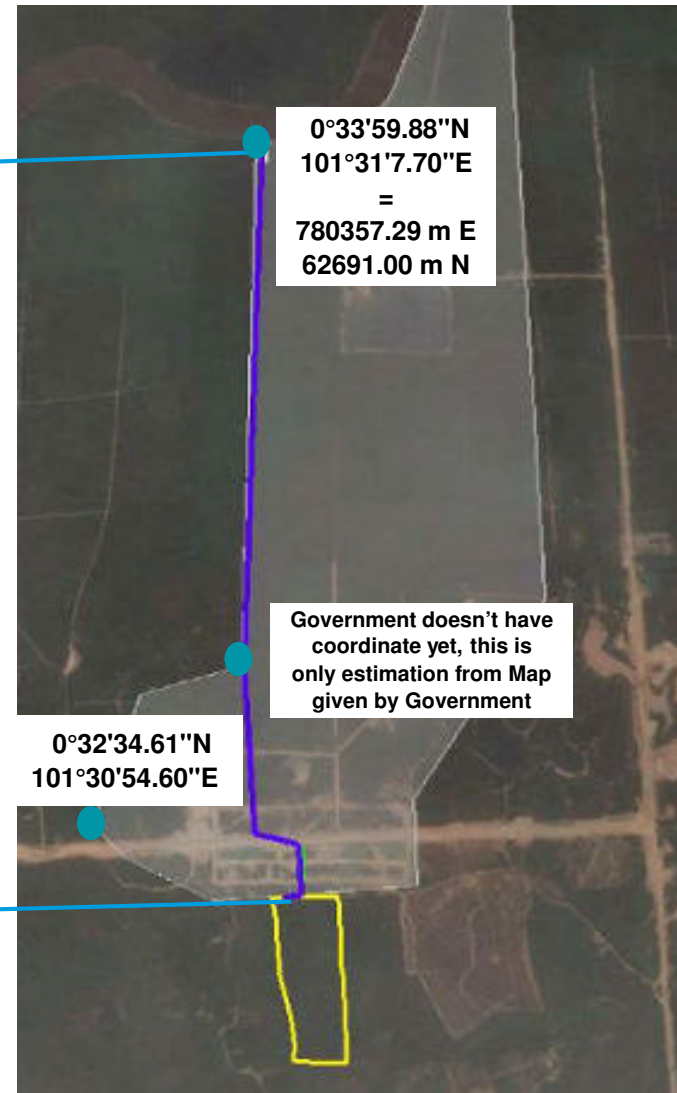 0°33'59.88"N
101°31'7.70"E
=
780357.29 m E
62691.00 m N
Government doesn't have
coordinate yet, this is
only estimation from Map
given by Government
0°32'34.61"N
101°30'54.60"E